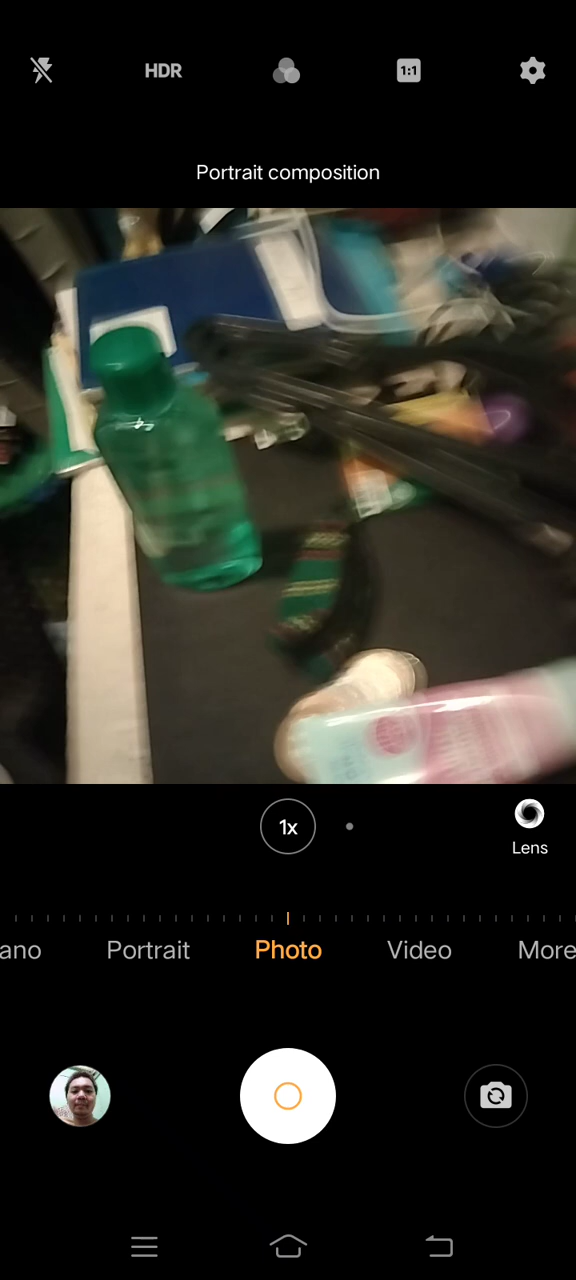 HDR
1:1
Portrait composition
1x
Lens
ano
Portrait
Photo
Video
More